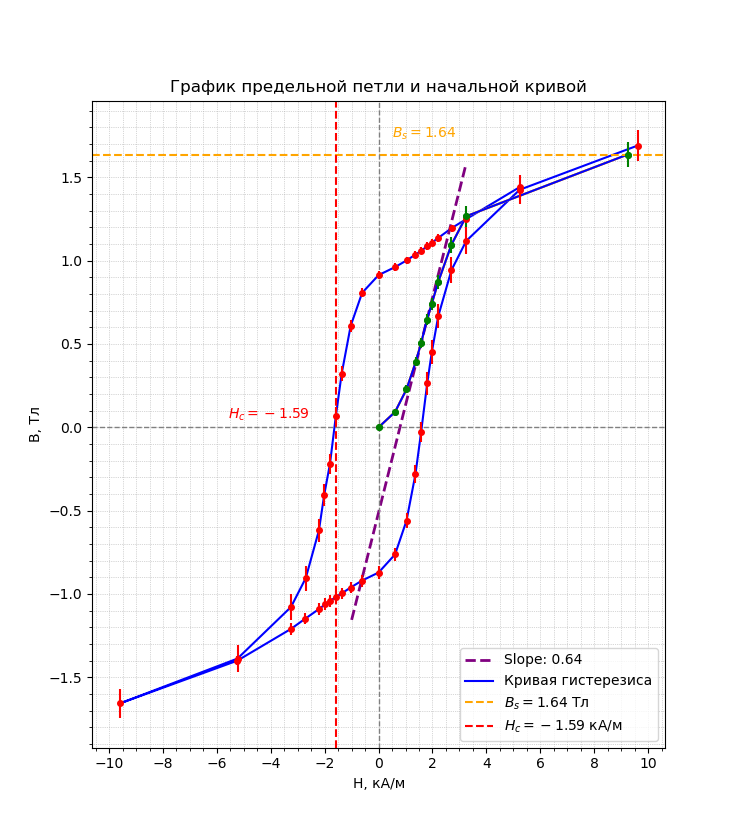 График предельной петли и начальной кривой
B_s = 1.64
H_c = −1.59
В, Тл
1.5
1.0
0.5
0.0
−0.5
−1.0
−1.5
Slope: 0.64
Кривая гистерезиса
B_s = 1.64 Тл
H_c = −1.59 кА/м
−10 −8 −6 −4 −2 0 2 4 6 8 10
Н, кА/м